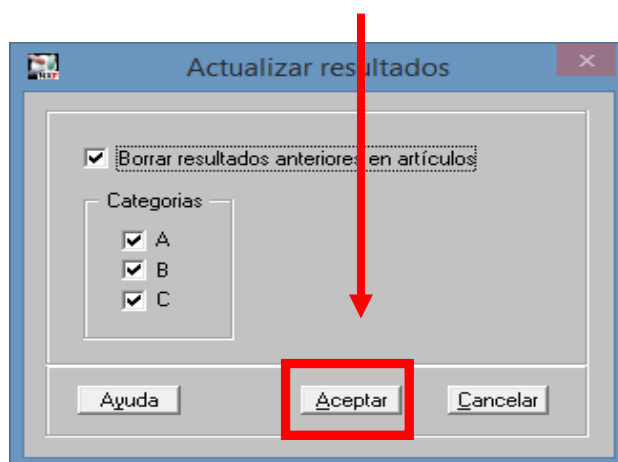 Actualizar resultados
Borrar resultados anteriores en artículos
Categorias
A
B
C
Ayuda Aceptar Cancelar